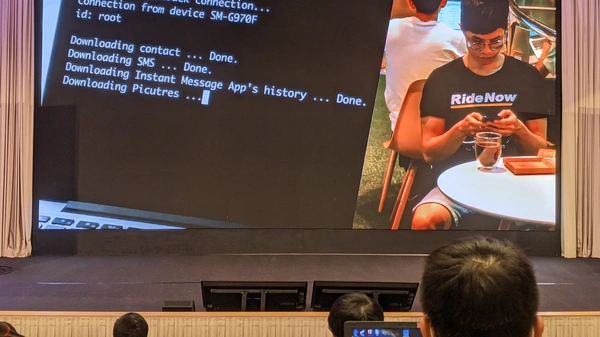 connection...
connection from device SM-G970F
id: root
Downloading contact ... Done.
Downloading SMS ... Done.
Downloading Instant Message App's history ... Done.
Downloading Picutres ...
RideNow